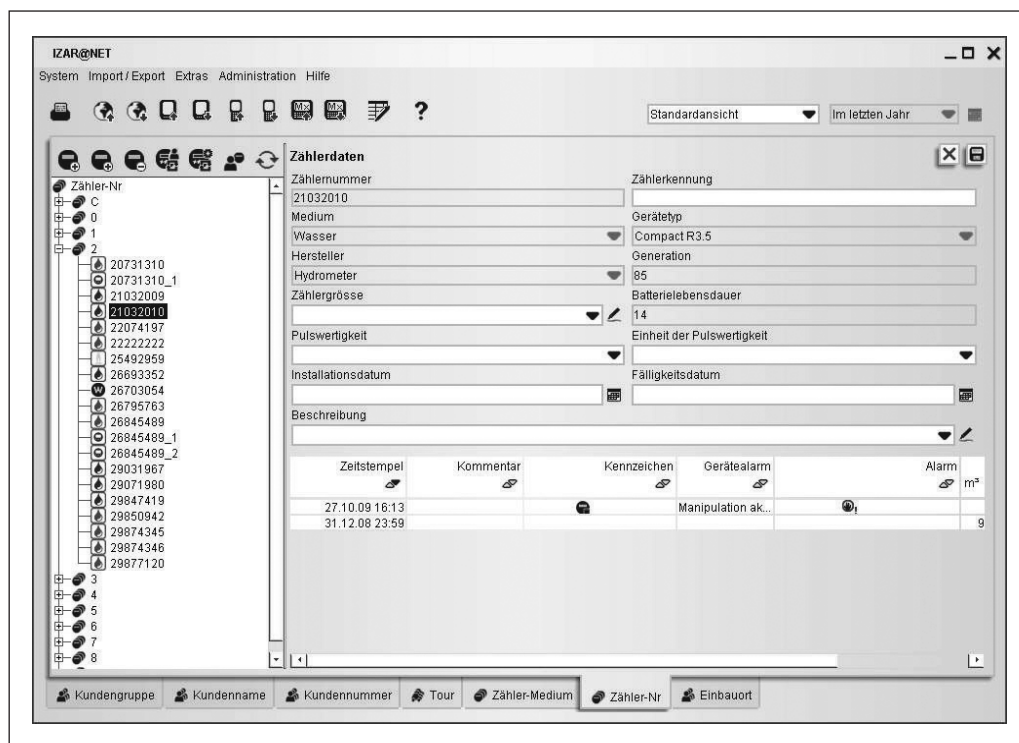 IZAR@NET
System Import / Export Extras Administration Hilfe
Mx Mx ?
Standardansicht Im letzten Jahr
Zähler-Nr
C
0
1
2
20731310
20731310_1
21032009
21032010
22074197
22222222
25492959
26693352
W 26703054
26795763
26845489
26845489_1
26845489_2
29031967
29071980
29847419
29850942
29874345
29874346
29877120
3
4
5
6
7
8
Zählerdaten
Zählernummer Zählerkennung
21032010
Medium Gerätetyp
Wasser Compact R3.5
Hersteller Generation
Hydrometer 85
Zählergrösse Batterielebensdauer
14
Pulswertigkeit Einheit der Pulswertigkeit
Installationsdatum Fälligkeitsdatum
Beschreibung
Zeitstempel Kommentar Kennzeichen Gerätealarm Alarm m³
27.10.09 16:13 Manipulation ak...
31.12.08 23:59 9
Kundengruppe Kundenname Kundennummer Tour Zähler-Medium Zähler-Nr Einbauort